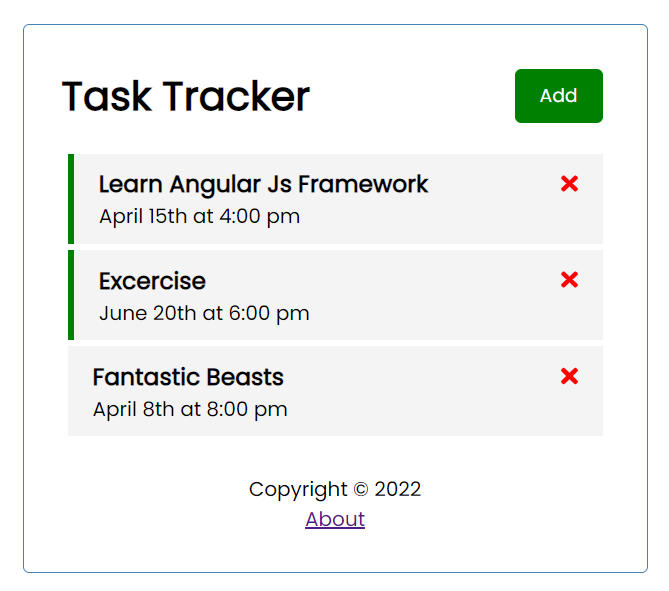 Task Tracker
Add
Learn Angular Js Framework
April 15th at 4:00 pm
Excercise
June 20th at 6:00 pm
Fantastic Beasts
April 8th at 8:00 pm
Copyright © 2022
About